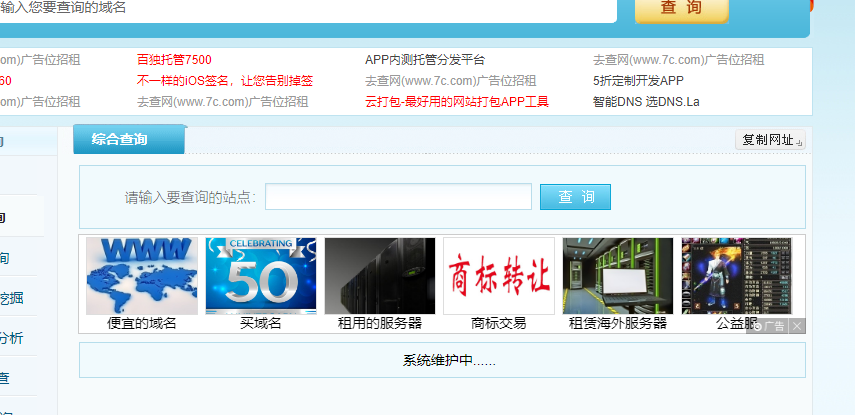 输入您要查询的域名
查 询
om)广告位招租
百独托管7500
APP内测托管分发平台
去查网(www.7c.com)广告位招租
60
不一样的iOS签名，让您告别掉签
去查网(www.7c.com)广告位招租
5折定制开发APP
om)广告位招租
去查网(www.7c.com)广告位招租
云打包-最好用的网站打包APP工具
智能DNS 选DNS.La
综合查询
复制网址
请输入要查询的站点：
查 询
询
挖掘
分析
查
WWW
CELEBRATING
50
商标转让
便宜的域名
买域名
租用的服务器
商标交易
租赁海外服务器
公益服
广告
系统维护中......